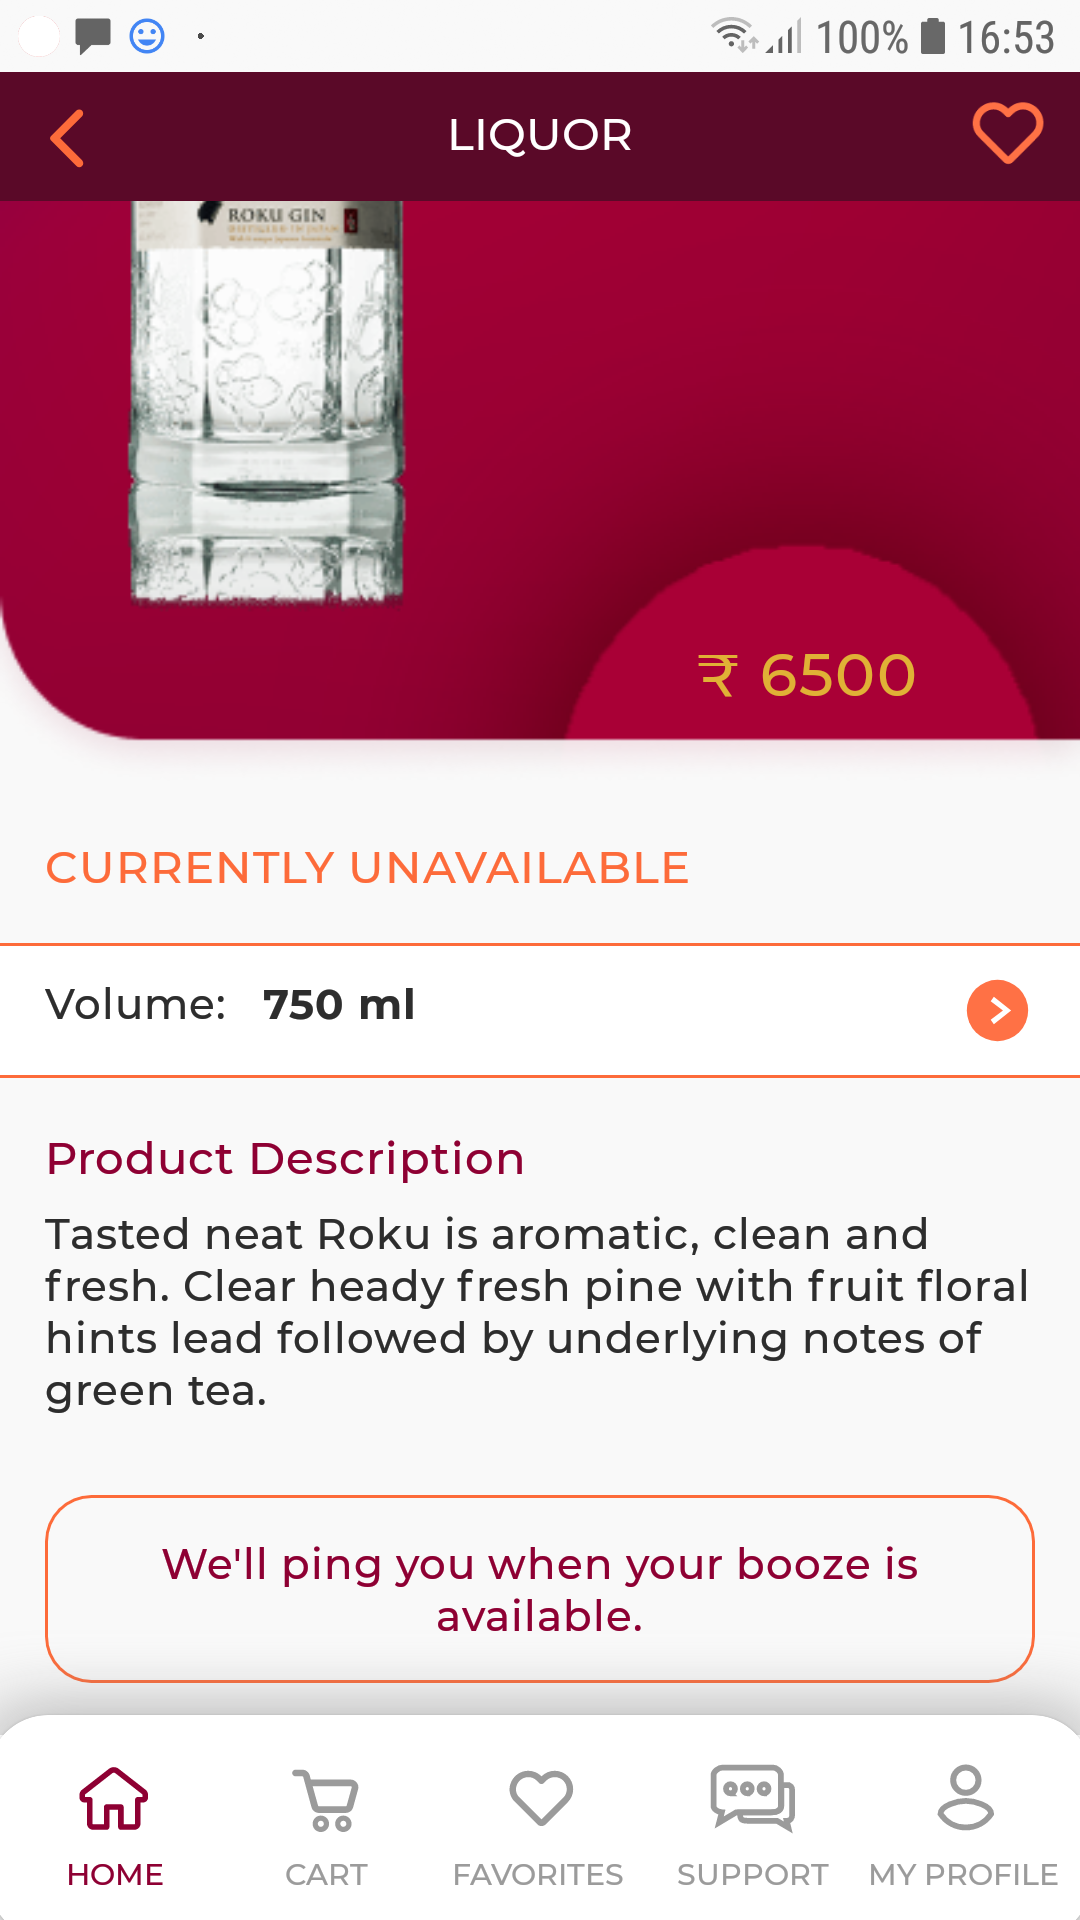 100% 16:53
LIQUOR
ROKU GIN
₹ 6500
CURRENTLY UNAVAILABLE
Volume: 750 ml
Product Description
Tasted neat Roku is aromatic, clean and
fresh. Clear heady fresh pine with fruit floral
hints lead followed by underlying notes of
green tea.
We'll ping you when your booze is
available.
HOME CART FAVORITES SUPPORT MY PROFILE